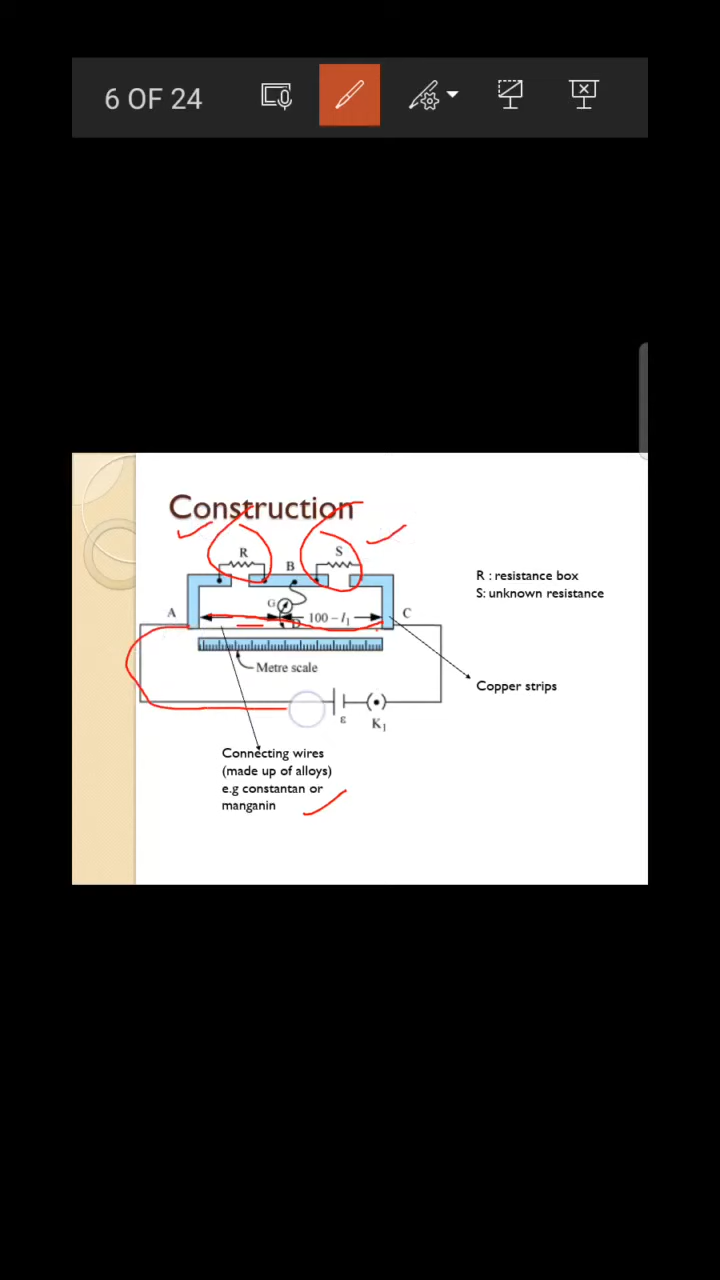 6 OF 24
Construction
R
B
S
R : resistance box
S: unknown resistance
A
G
D
100 – l₁
C
Metre scale
Copper strips
ε
K₁
Connecting wires
(made up of alloys)
e.g constantan or
manganin